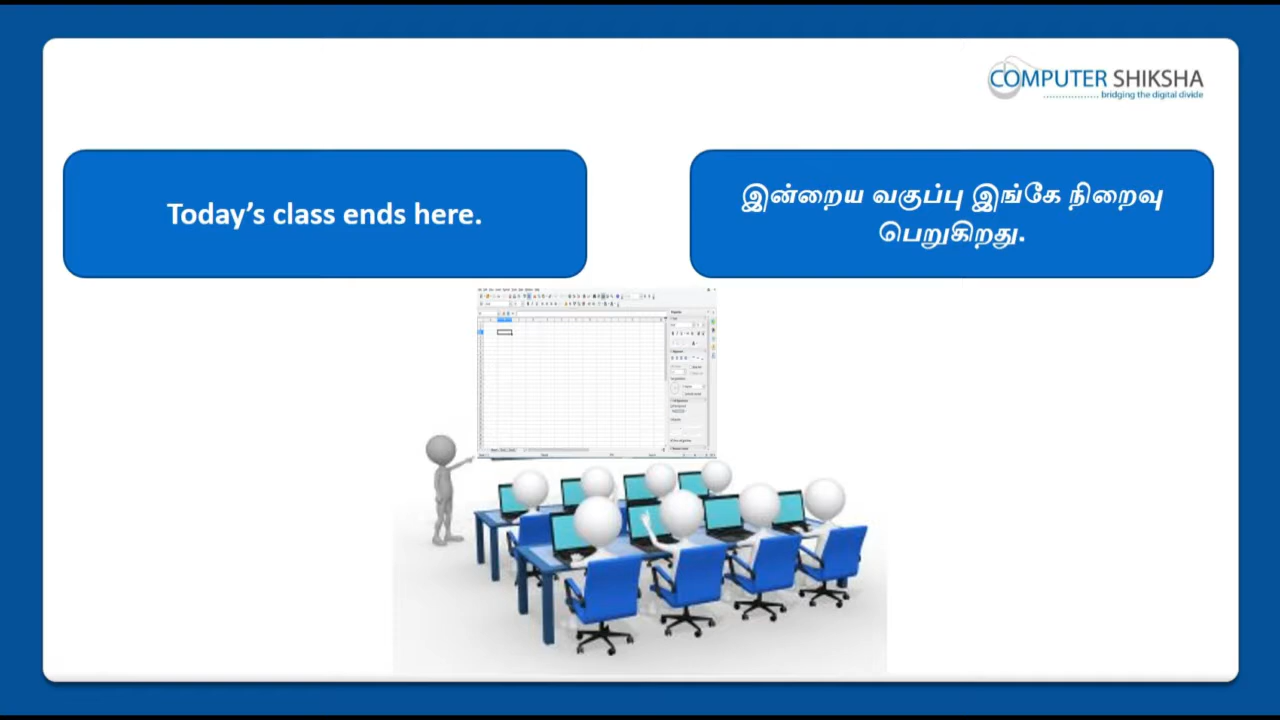 COMPUTER SHIKSHA
bridging the digital divide
Today’s class ends here.
இன்றைய வகுப்பு இங்கே நிறைவு
பெறுகிறது.